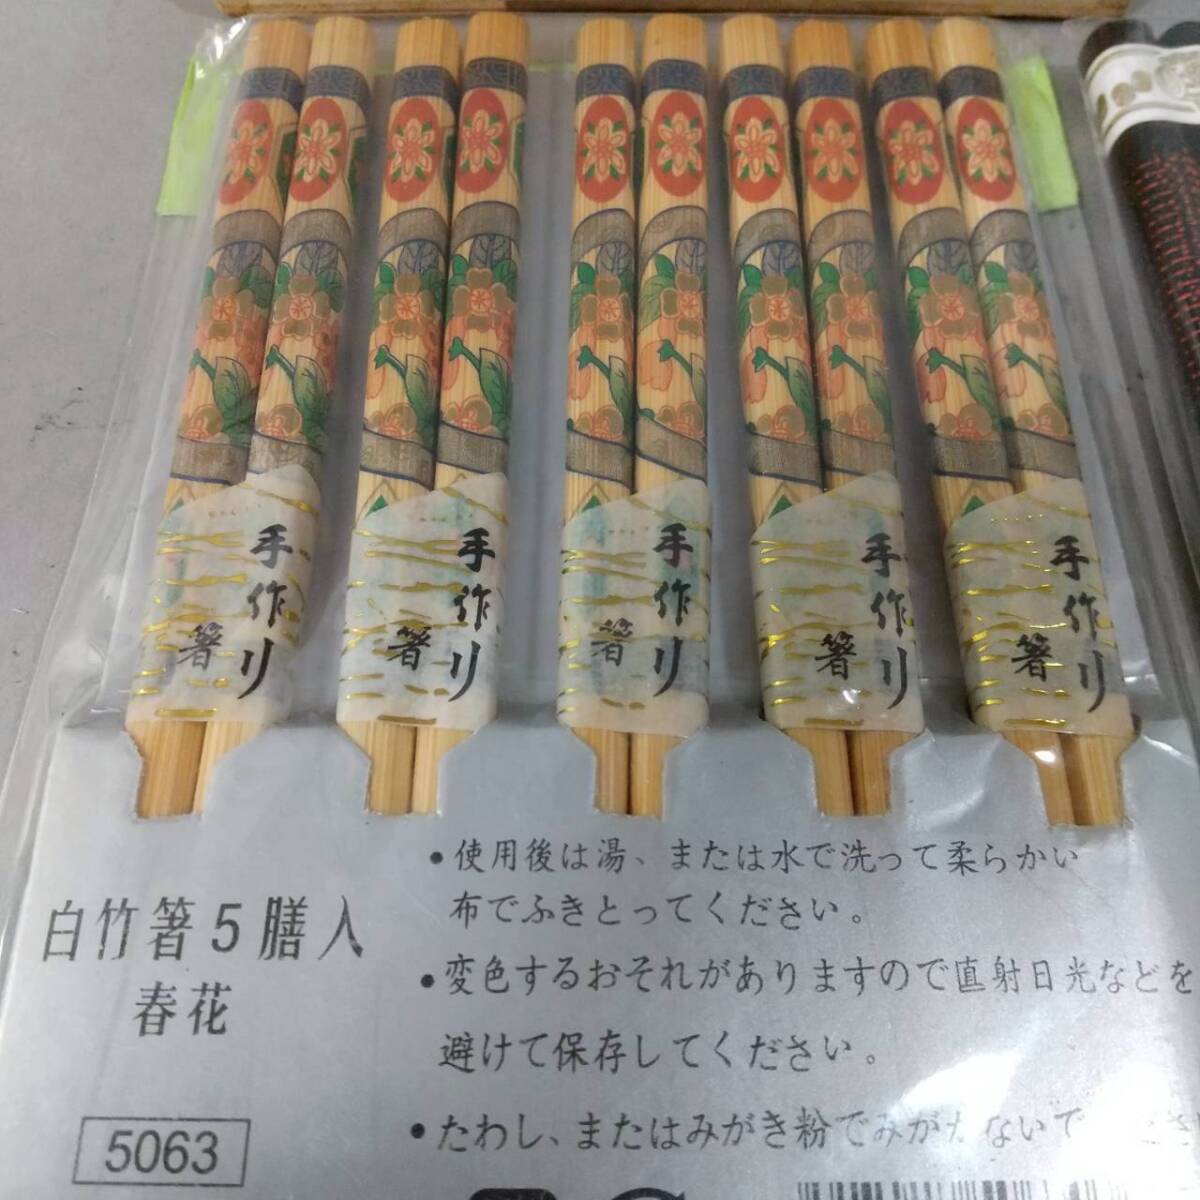 手作り
箸
手作り
箸
手作り
箸
手作り
箸
手作り
箸
白竹箸5膳入
春花
5063
・使用後は湯、または水で洗って柔らかい
布でふきとってください。
・変色するおそれがありますので直射日光などを
避けて保存してください。
・たわし、またはみがき粉でみがかないで